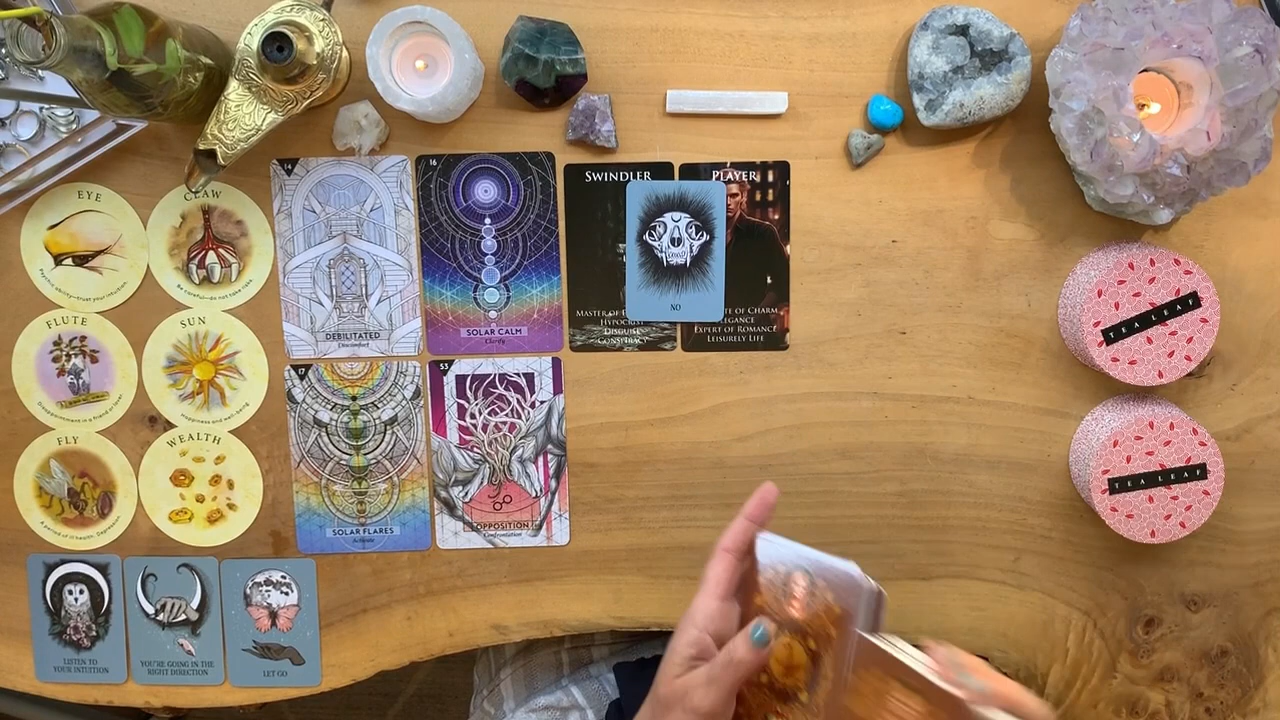 EYE
Psychic ability-trust your intuition.
CLAW
Be careful-do not take risks.
FLUTE
Disappointment in a friend or lover.
SUN
Happiness and well-being
FLY
A period of ill health. Depression.
WEALTH
LISTEN TO
YOUR INTUITION
YOU'RE GOING IN THE
RIGHT DIRECTION
LET GO
14
DEBILITATED
Discomfort
16
SOLAR CALM
Clarify
17
SOLAR FLARES
Activate
53
OPPOSITION
Confrontation
SWINDLER
MASTER OF
HYPOCRISY
DISGUISE
CONSPIRACY
PLAYER
OF CHARM
ELEGANCE
EXPERT OF ROMANCE
LEISURELY LIFE
NO
TEA LEAF
TEA LEAF